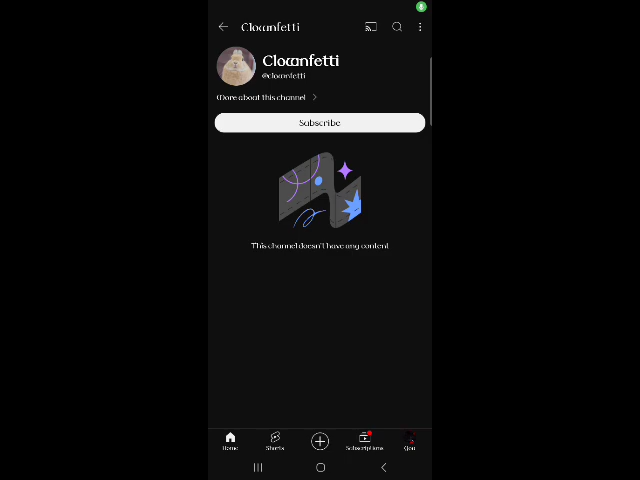 Clownfetti
Clownfetti
@clownfetti
More about this channel
Subscribe
This channel doesn't have any content
Home
Shorts
Subscriptions
You